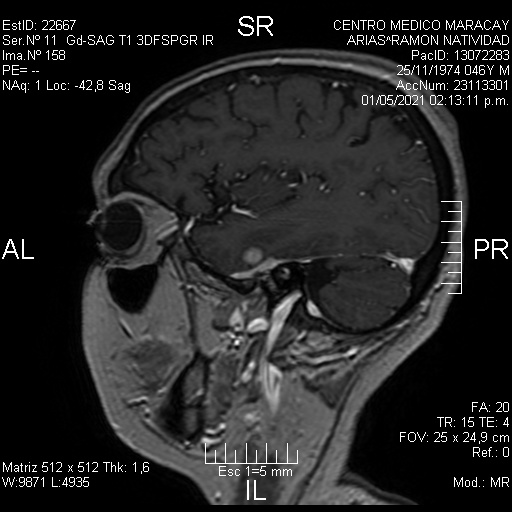 EstID: 22667
Ser.Nº 11 Gd-SAG T1 3DFSPGR IR
Ima.Nº 158
PE= --
NAq: 1 Loc: -42,8 Sag
SR
CENTRO MEDICO MARACAY
ARIAS^RAMON NATIVIDAD
PacID: 13072283
25/11/1974 046Y M
AccNum: 23113301
01/05/2021 02:13:11 p.m.
AL
PR
Matriz 512 x 512 Thk: 1,6
W:9871 L:4935
Esc 1=5 mm
IL
FA: 20
TR: 15 TE: 4
FOV: 25 x 24,9 cm
Ref.: 0
Mod.: MR